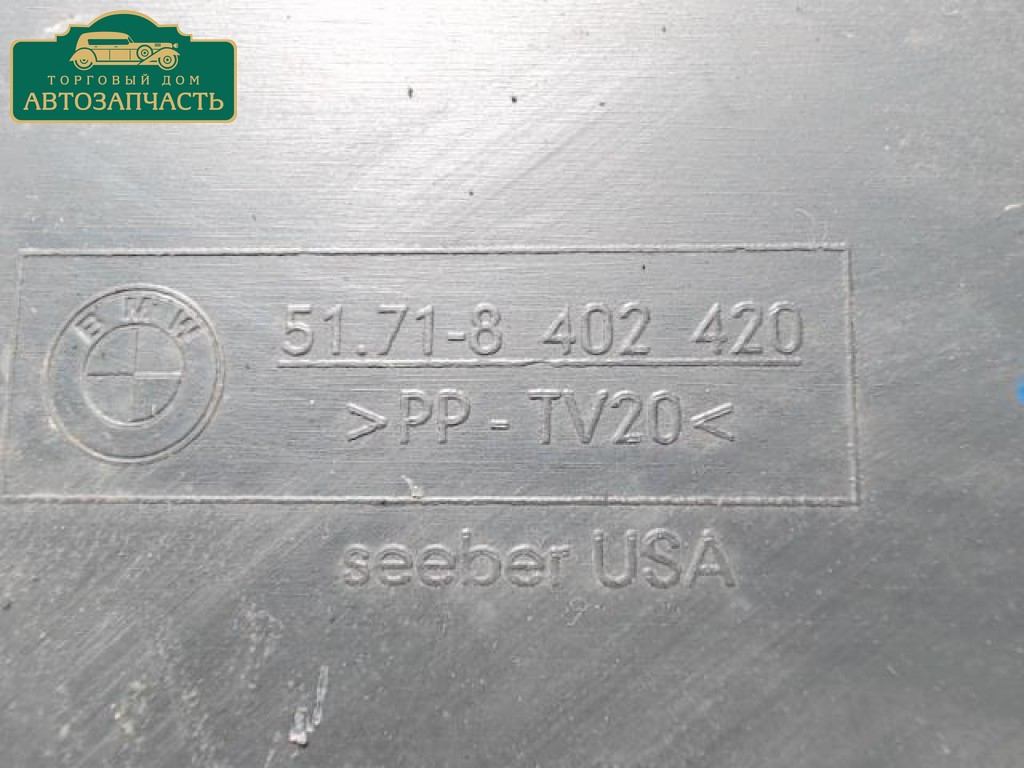 ТОРГОВЫЙ ДОМ
АВТОЗАПЧАСТЬ
BMW
51.71-8 402 420
>PP - TV20<
seeber USA